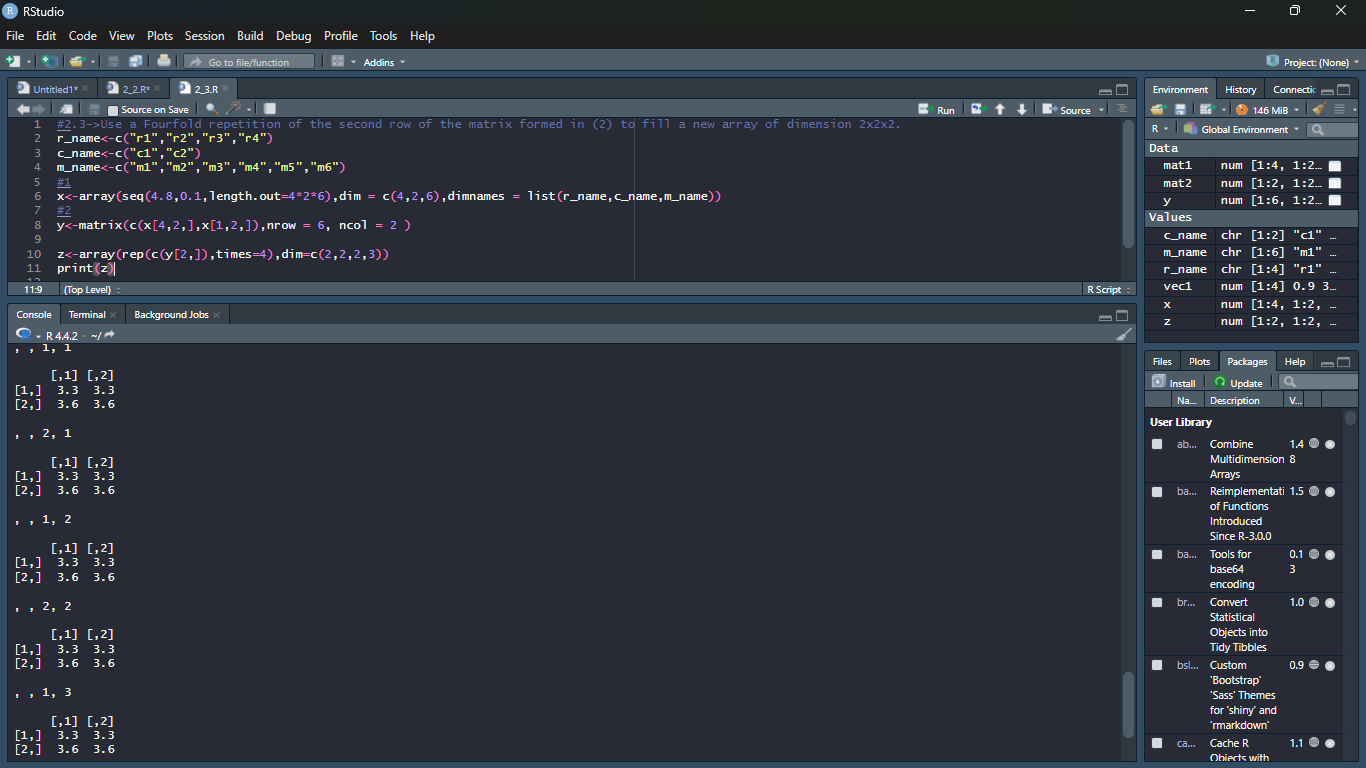 RStudio
File Edit Code View Plots Session Build Debug Profile Tools Help
Go to file/function Addins Project: (None)
Untitled1* 2_2.R* 2_3.R
Source on Save Run Source
1 #2.3->Use a Fourfold repetition of the second row of the matrix formed in (2) to fill a new array of dimension 2x2x2.
2 r_name<-c("r1","r2","r3","r4")
3 c_name<-c("c1","c2")
4 m_name<-c("m1","m2","m3","m4","m5","m6")
5 #1
6 x<-array(seq(4.8,0.1,length.out=4*2*6),dim = c(4,2,6),dimnames = list(r_name,c_name,m_name))
7 #2
8 y<-matrix(c(x[4,2,],x[1,2,]),nrow = 6, ncol = 2 )
9
10 z<-array(rep(c(y[2,]),times=4),dim=c(2,2,2,3))
11 print(z)
11:9 (Top Level) R Script
Console Terminal Background Jobs
R 4.4.2 · ~/
, , 1, 1
[,1] [,2]
[1,] 3.3 3.3
[2,] 3.6 3.6
, , 2, 1
[,1] [,2]
[1,] 3.3 3.3
[2,] 3.6 3.6
, , 1, 2
[,1] [,2]
[1,] 3.3 3.3
[2,] 3.6 3.6
, , 2, 2
[,1] [,2]
[1,] 3.3 3.3
[2,] 3.6 3.6
, , 1, 3
[,1] [,2]
[1,] 3.3 3.3
[2,] 3.6 3.6
Environment History Connectic
146 MiB
R Global Environment
Data
mat1 num [1:4, 1:2…
mat2 num [1:2, 1:2…
y num [1:6, 1:2…
Values
c_name chr [1:2] "c1" …
m_name chr [1:6] "m1" …
r_name chr [1:4] "r1" …
vec1 num [1:4] 0.9 3…
x num [1:4, 1:2, …
z num [1:2, 1:2, …
Files Plots Packages Help
Install Update
Na... Description V...
User Library
ab... Combine 1.4
Multidimension 8
Arrays
ba... Reimplementati 1.5
of Functions
Introduced
Since R-3.0.0
ba... Tools for 0.1
base64 3
encoding
br... Convert 1.0
Statistical
Objects into
Tidy Tibbles
bsl... Custom 0.9
'Bootstrap'
'Sass' Themes
for 'shiny' and
'rmarkdown'
ca... Cache R 1.1
Objects with